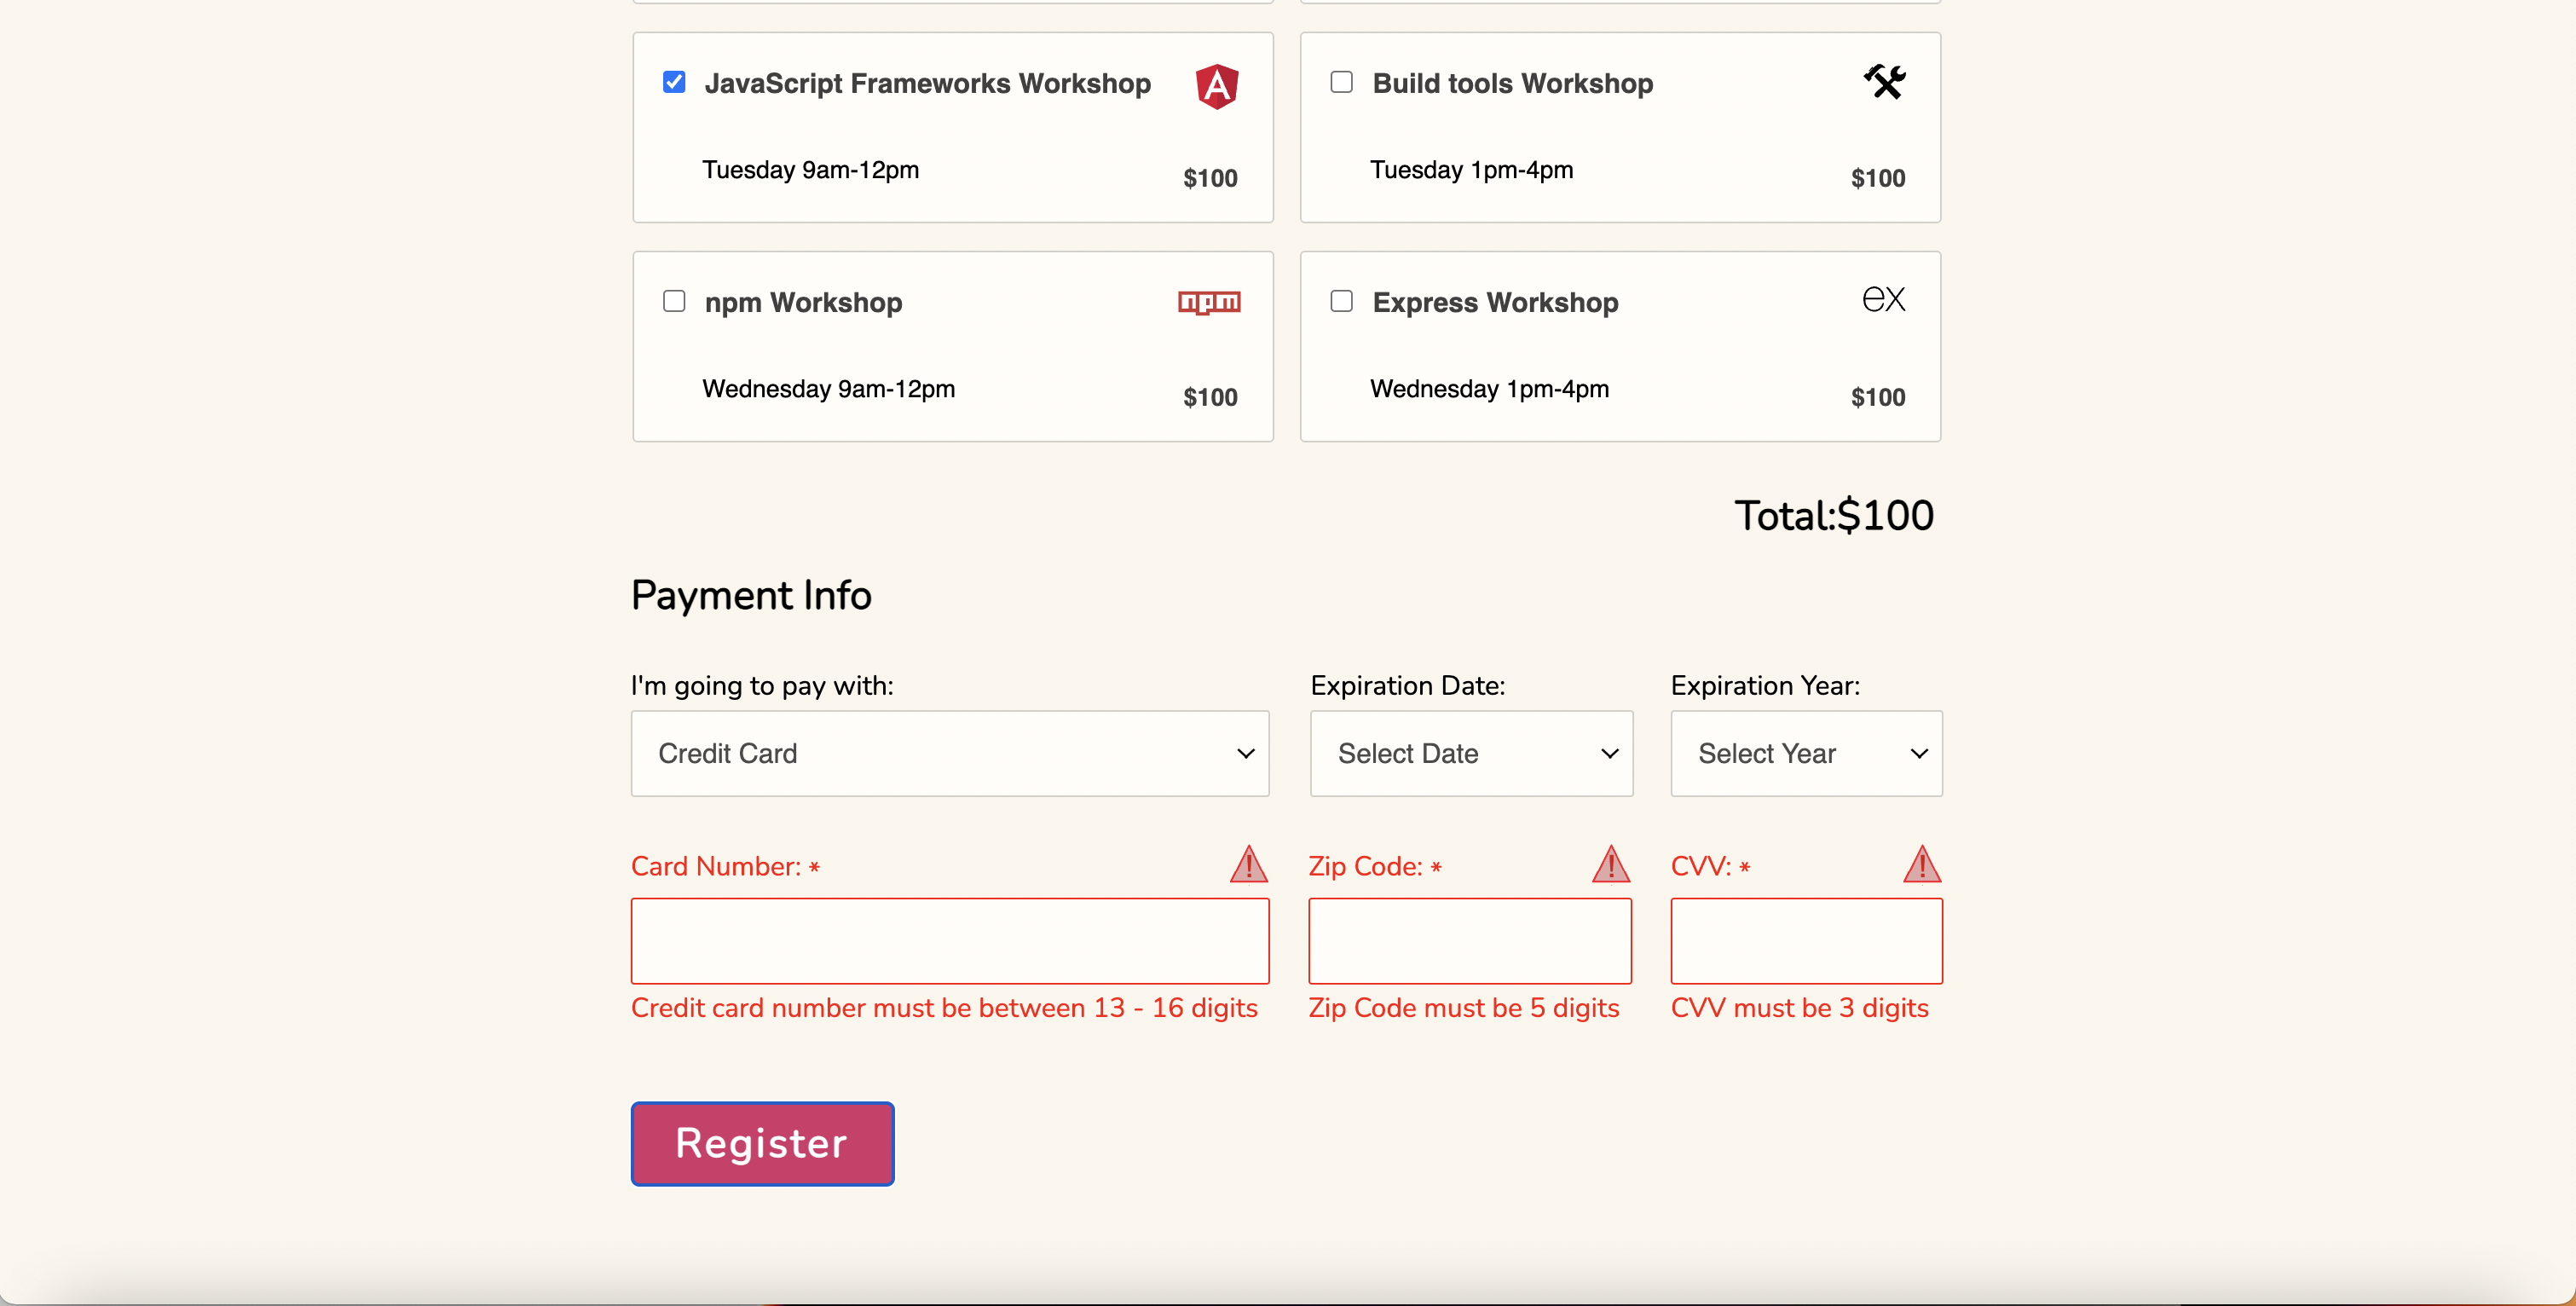 JavaScript Frameworks Workshop
A
Tuesday 9am-12pm
$100
Build tools Workshop
Tuesday 1pm-4pm
$100
npm Workshop
npm
Wednesday 9am-12pm
$100
Express Workshop
ex
Wednesday 1pm-4pm
$100
Total:$100
Payment Info
I'm going to pay with:
Credit Card
Expiration Date:
Select Date
Expiration Year:
Select Year
Card Number: *
Credit card number must be between 13 - 16 digits
Zip Code: *
Zip Code must be 5 digits
CVV: *
CVV must be 3 digits
Register